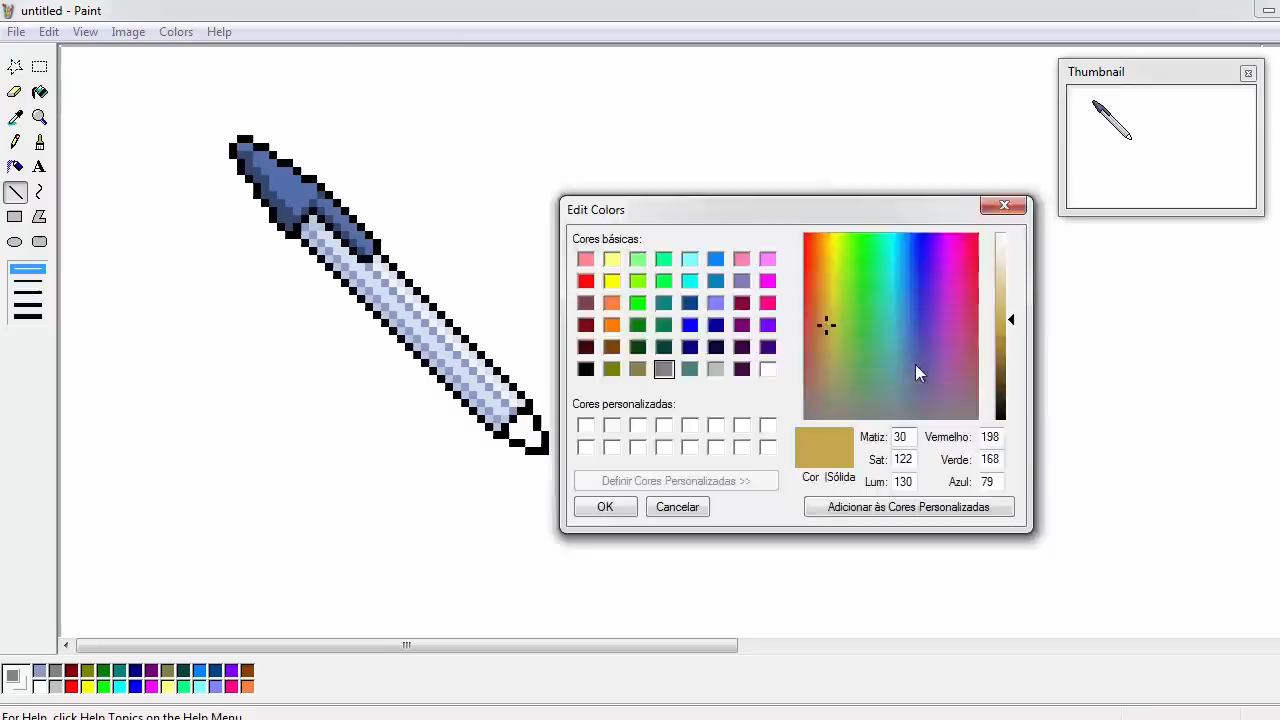 untitled - Paint
File Edit View Image Colors Help
Thumbnail
Edit Colors
Cores básicas:
Cores personalizadas:
Matiz: 30 Vermelho: 198
Sat: 122 Verde: 168
Cor |Sólida
Lum: 130 Azul: 79
Definir Cores Personalizadas >>
OK Cancelar Adicionar às Cores Personalizadas
For Help, click Help Topics on the Help Menu.